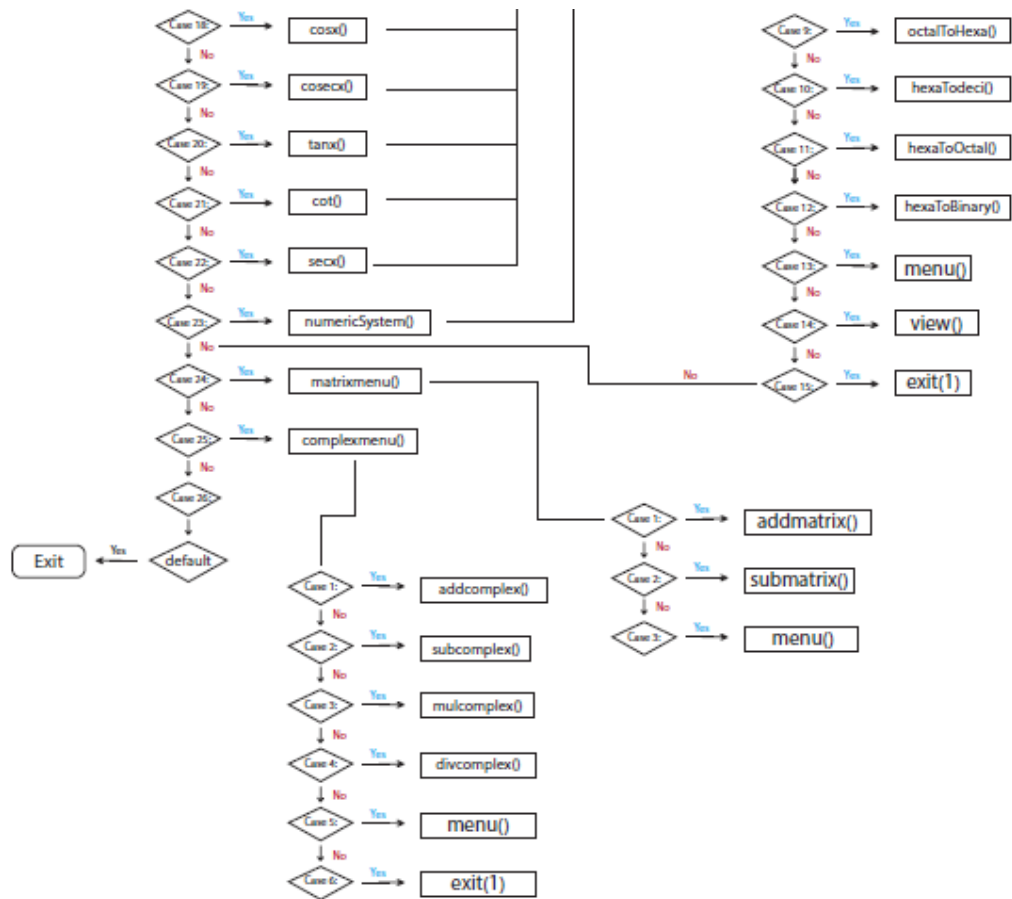 Case 18: Yes cosx()
No
Case 19: Yes cosecx()
No
Case 20: Yes tanx()
No
Case 21: Yes cot()
No
Case 22: Yes secx()
No
Case 23: Yes numericSystem()
No
Case 24: Yes matrixmenu()
No
Case 25: Yes complexmenu()
No
Case 26:
default Yes Exit
Case 9: Yes octalToHexa()
No
Case 10: Yes hexaTodeci()
No
Case 11: Yes hexaToOctal()
No
Case 12: Yes hexaToBinary()
No
Case 13: Yes menu()
No
Case 14: Yes view()
No
No Case 15: Yes exit(1)
Case 1: Yes addmatrix()
No
Case 2: Yes submatrix()
No
Case 3: Yes menu()
Case 1: Yes addcomplex()
No
Case 2: Yes subcomplex()
No
Case 3: Yes mulcomplex()
No
Case 4: Yes divcomplex()
No
Case 5: Yes menu()
No
Case 6: Yes exit(1)